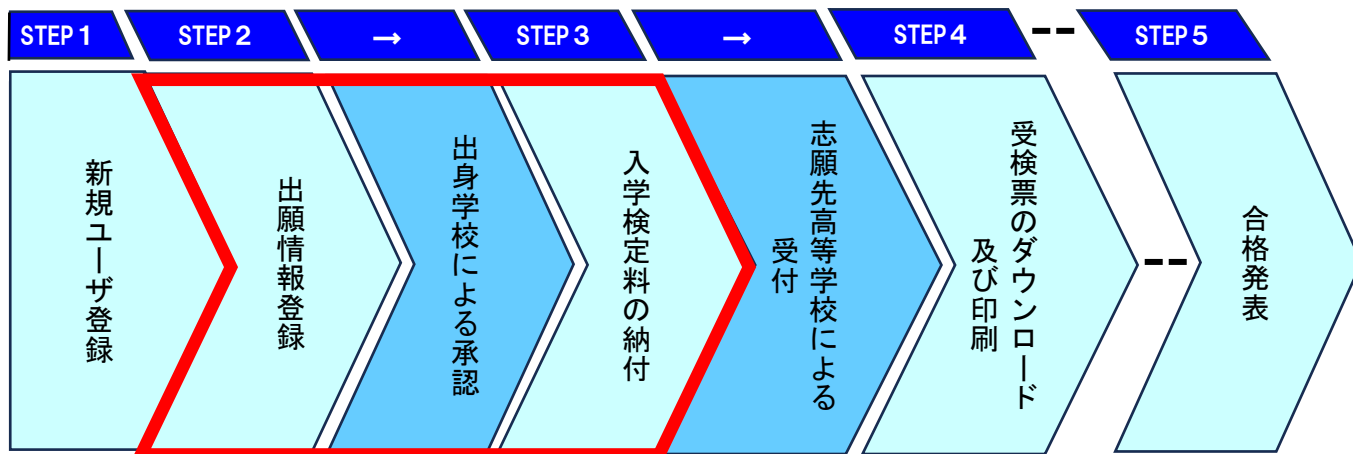 STEP 1
STEP 2
→
STEP 3
→
STEP 4
STEP 5
新規ユーザ登録
出願情報登録
出身学校による承認
入学検定料の納付
志願先高等学校による
受付
受検票のダウンロード
及び印刷
合格発表